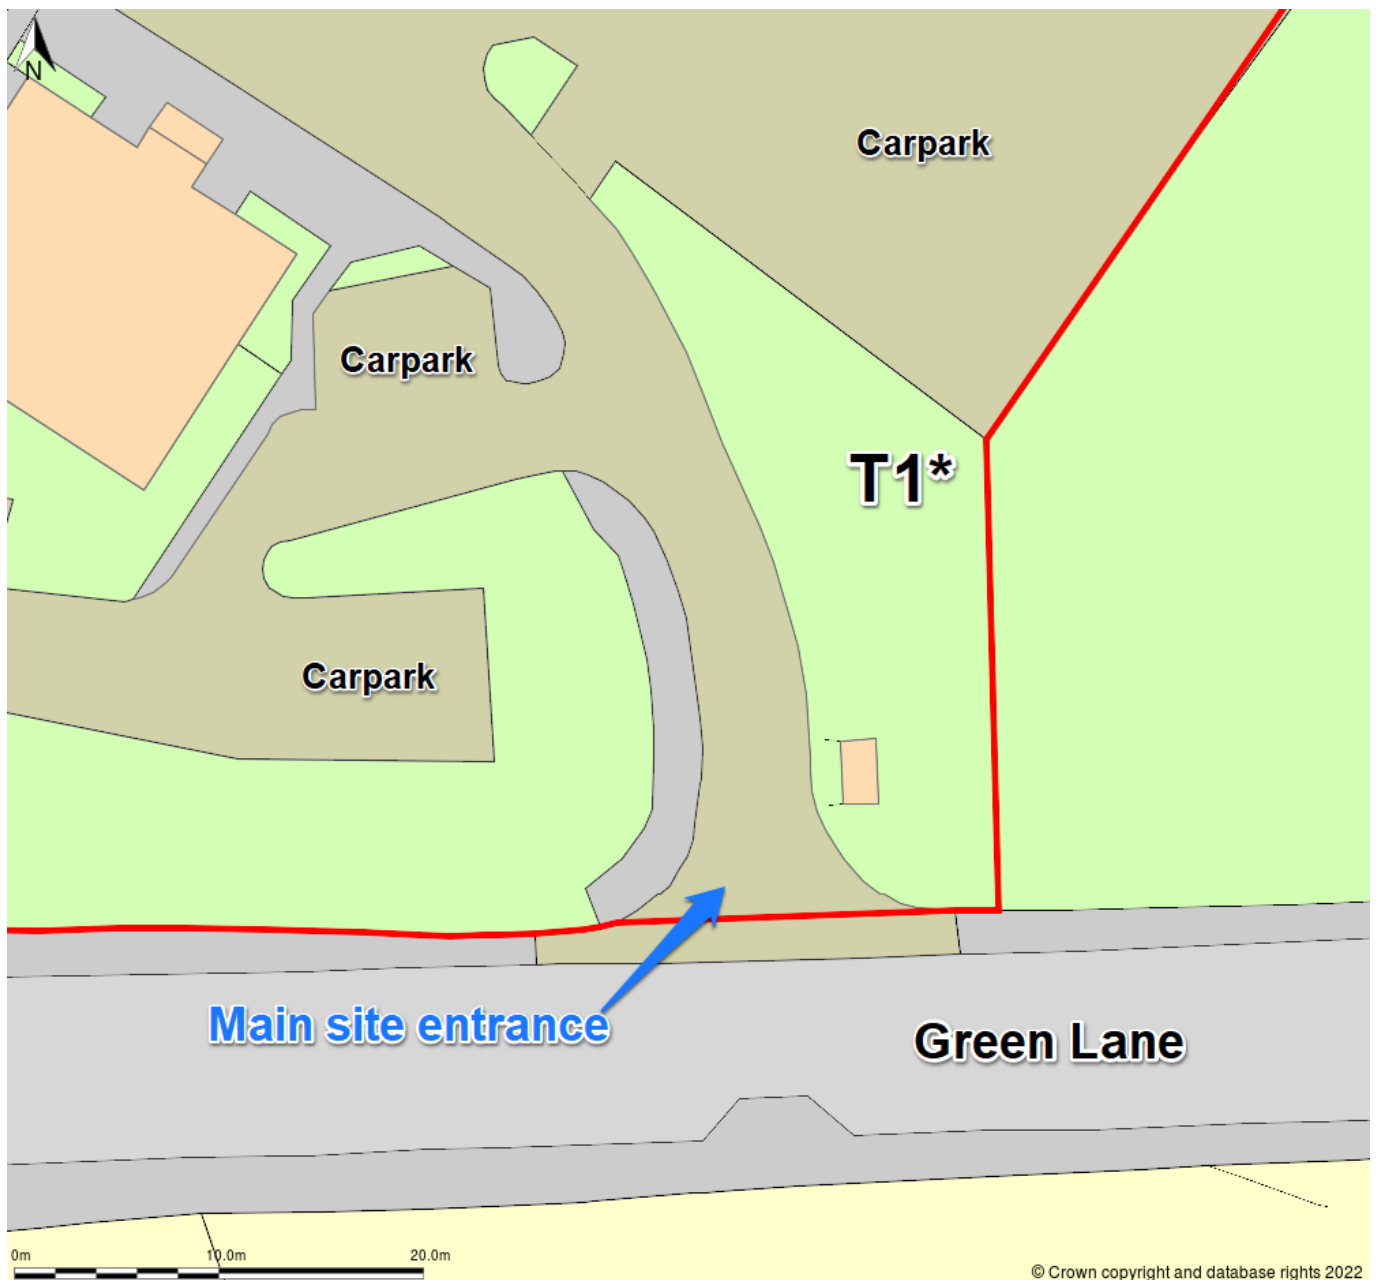 N
Carpark
Carpark
T1*
Carpark
Main site entrance
Green Lane
0m 10.0m 20.0m
© Crown copyright and database rights 2022